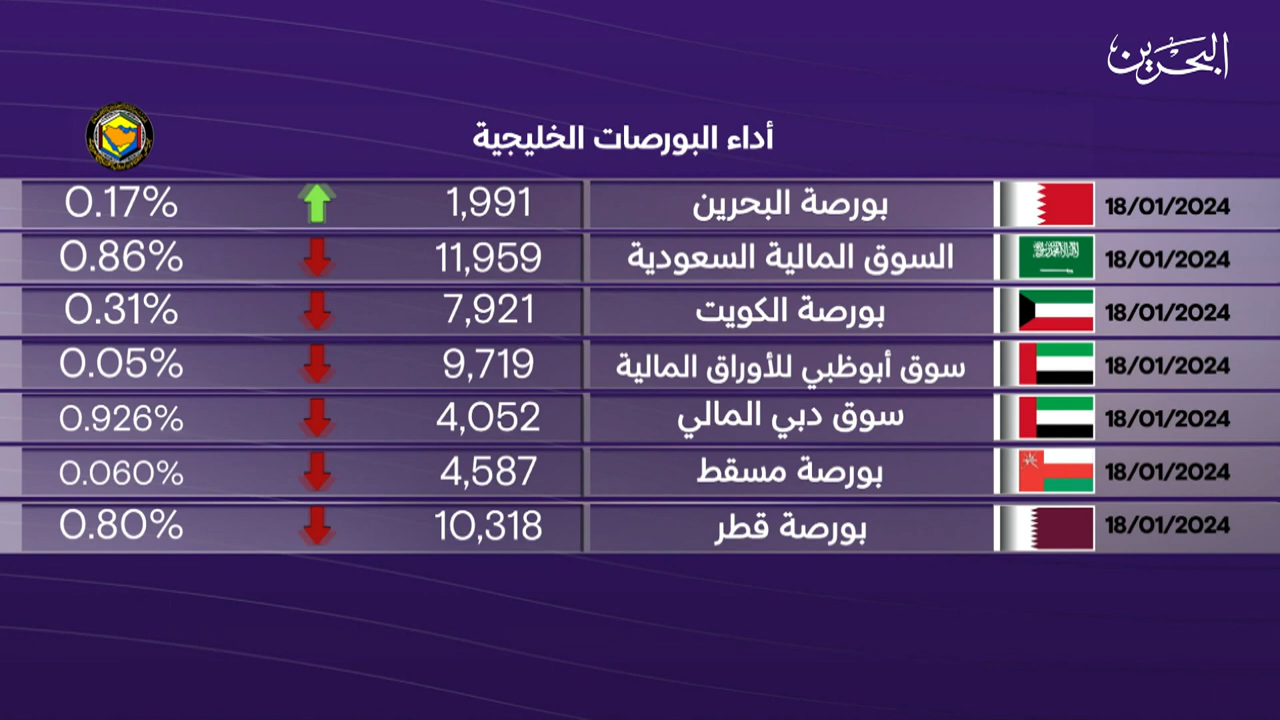 البحرين
أداء البورصات الخليجية
18/01/2024 بورصة البحرين 1,991 0.17%
18/01/2024 السوق المالية السعودية 11,959 0.86%
18/01/2024 بورصة الكويت 7,921 0.31%
18/01/2024 سوق أبوظبي للأوراق المالية 9,719 0.05%
18/01/2024 سوق دبي المالي 4,052 0.926%
18/01/2024 بورصة مسقط 4,587 0.060%
18/01/2024 بورصة قطر 10,318 0.80%